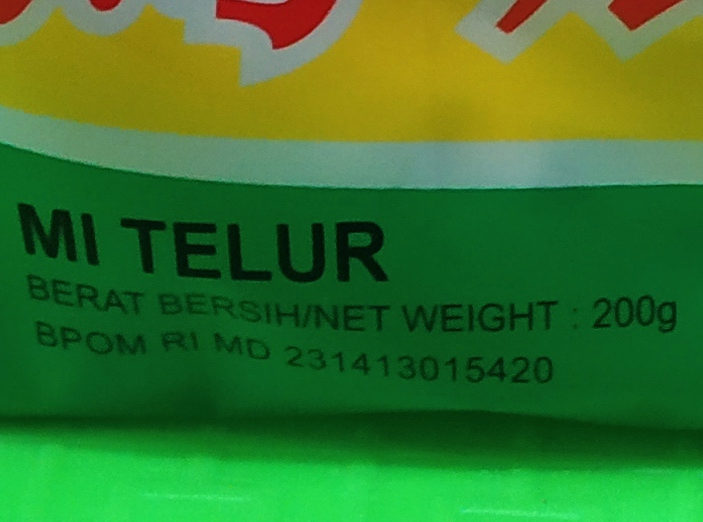 MI TELUR
BERAT BERSIH/NET WEIGHT : 200g
BPOM RI MD 231413015420